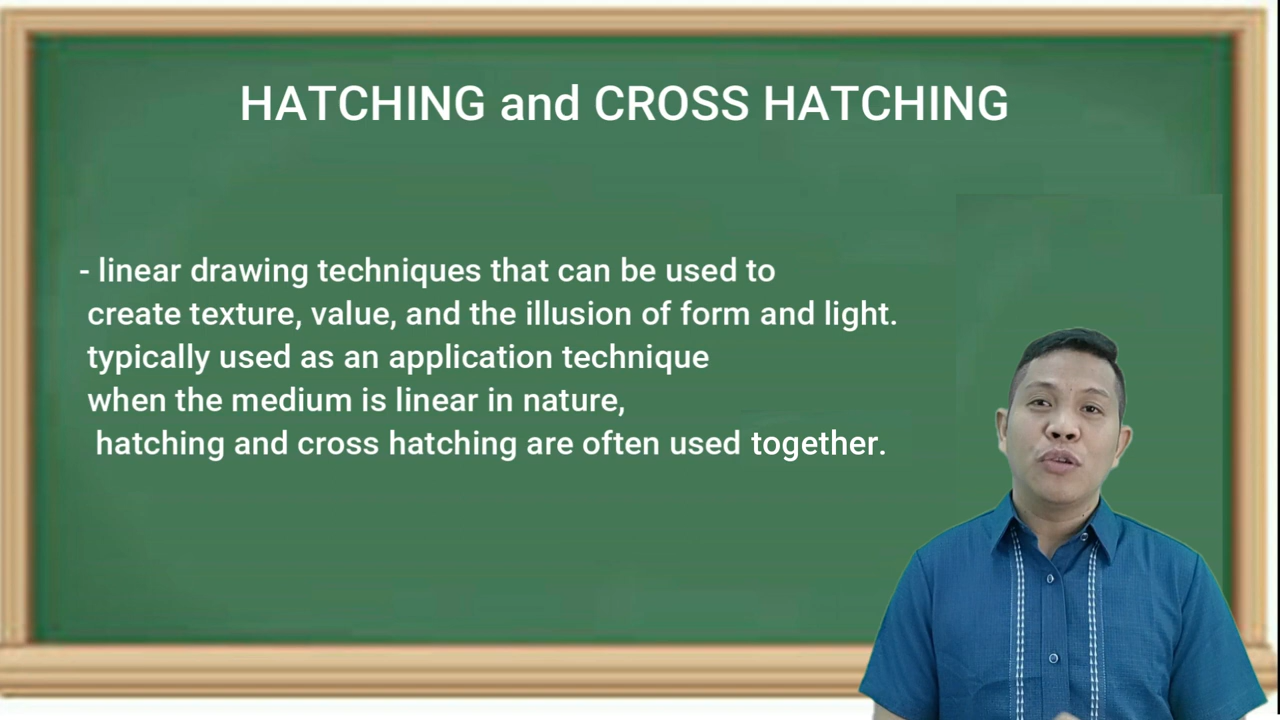 HATCHING and CROSS HATCHING
- linear drawing techniques that can be used to
create texture, value, and the illusion of form and light.
typically used as an application technique
when the medium is linear in nature,
hatching and cross hatching are often used together.